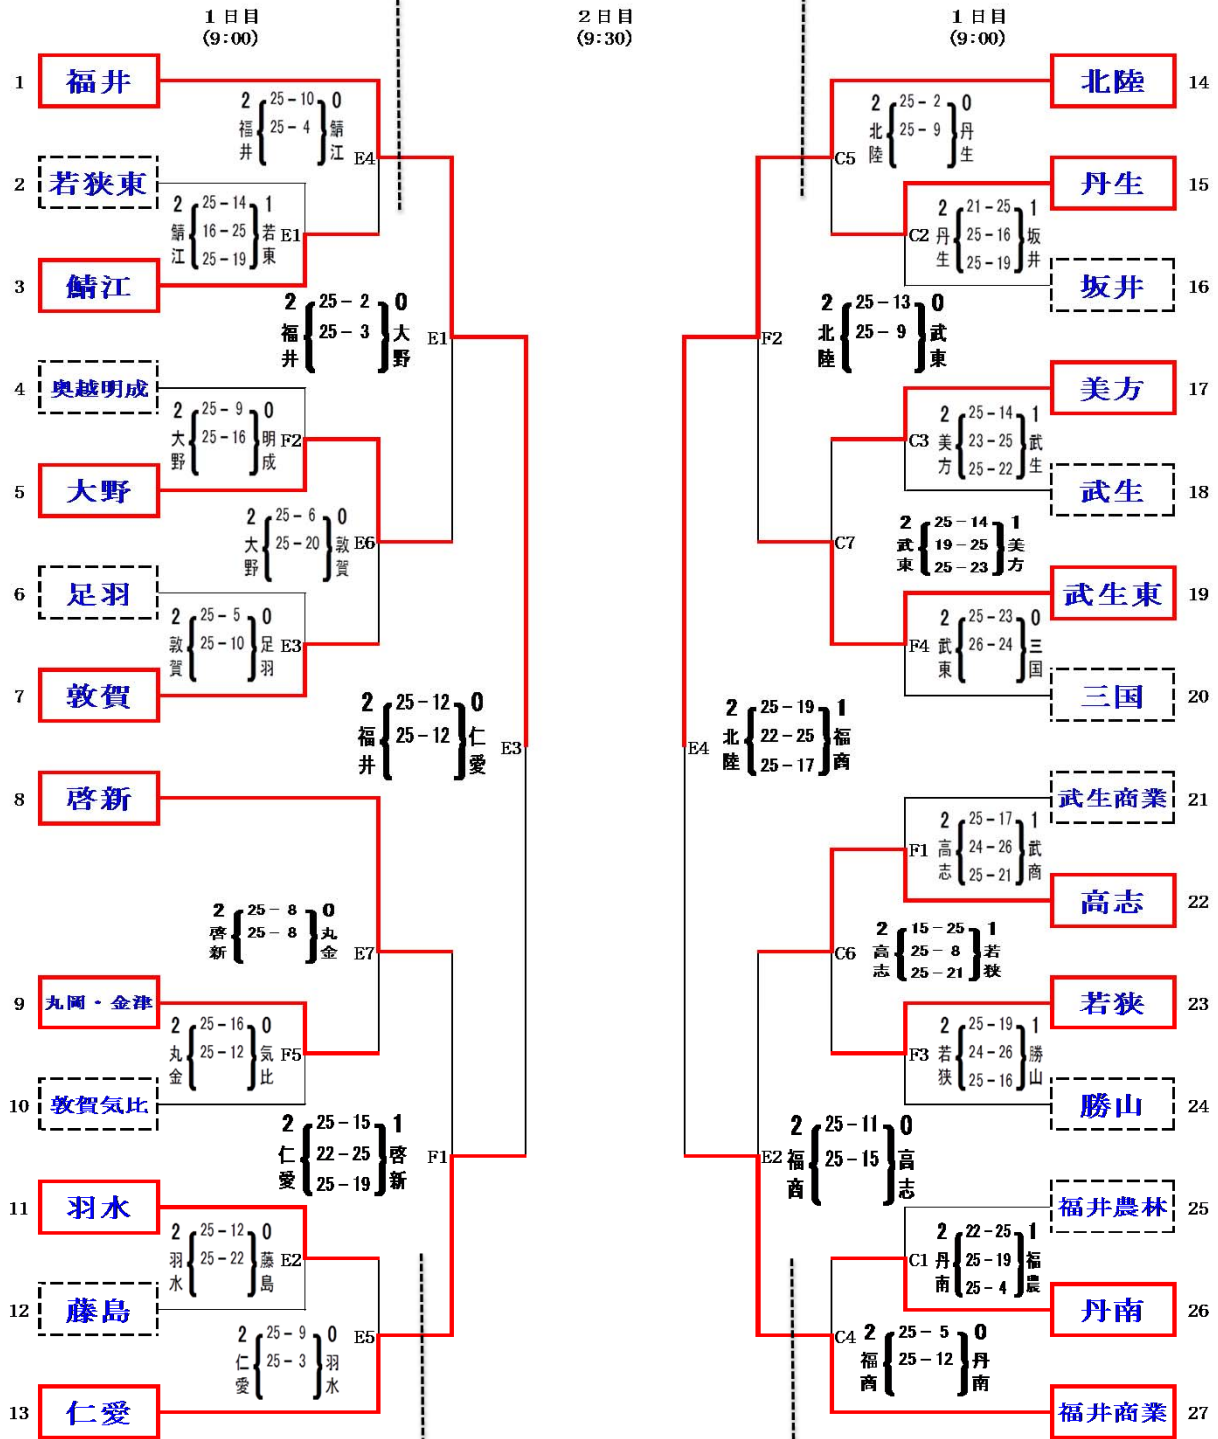 1日目
(9:00)
2日目
(9:30)
1日目
(9:00)
1 福井
2 福井 25-10 25-4 0 鯖江
E4
2 若狭東
2 鯖江 25-14 16-25 25-19 1 若東
E1
3 鯖江
2 福井 25-2 25-3 0 大野
E1
4 奥越明成
2 大野 25-9 25-16 0 明成
F2
5 大野
2 大野 25-6 25-20 0 敦賀
E6
6 足羽
2 敦賀 25-5 25-10 0 足羽
E3
7 敦賀
2 福井 25-12 25-12 0 仁愛
E3
8 啓新
2 啓新 25-8 25-8 0 丸金
E7
9 丸岡・金津
2 丸金 25-16 25-12 0 気比
F5
10 敦賀気比
2 仁愛 25-15 22-25 25-19 1 啓新
F1
11 羽水
2 羽水 25-12 25-22 0 藤島
E2
12 藤島
2 仁愛 25-9 25-3 0 羽水
E5
13 仁愛
北陸 14
C5
2 北陸 25-2 25-9 0 丹生
丹生 15
C2
2 丹生 21-25 25-16 25-19 1 坂井
坂井 16
F2
2 北陸 25-13 25-9 0 武東
美方 17
C3
2 美方 25-14 23-25 25-22 1 武生
武生 18
C7
2 武東 25-14 19-25 25-23 1 美方
武生東 19
F4
2 武東 25-23 26-24 0 三国
三国 20
E4
2 北陸 25-19 22-25 25-17 1 福商
武生商業 21
F1
2 高志 25-17 24-26 25-21 1 武商
高志 22
C6
2 高志 15-25 25-8 25-21 1 若狭
若狭 23
F3
2 若狭 25-19 24-26 25-16 1 勝山
勝山 24
E2
2 福商 25-11 25-15 0 高志
福井農林 25
C1
2 丹南 22-25 25-19 25-4 1 福農
丹南 26
C4
2 福商 25-5 25-12 0 丹南
福井商業 27